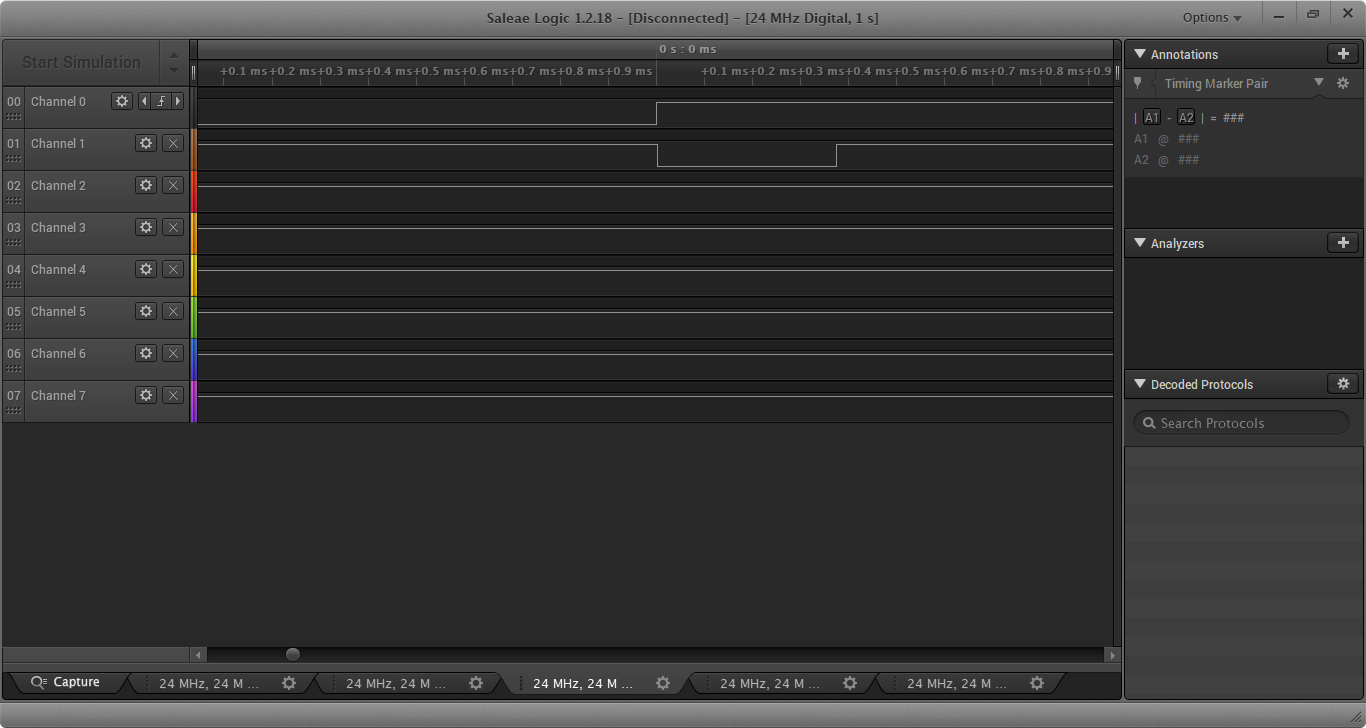 Saleae Logic 1.2.18 - [Disconnected] - [24 MHz Digital, 1 s]
Options
Start Simulation
0 s : 0 ms
+0.1 ms +0.2 ms +0.3 ms +0.4 ms +0.5 ms +0.6 ms +0.7 ms +0.8 ms +0.9 ms +0.1 ms +0.2 ms +0.3 ms +0.4 ms +0.5 ms +0.6 ms +0.7 ms +0.8 ms +0.9
00 Channel 0
01 Channel 1
02 Channel 2
03 Channel 3
04 Channel 4
05 Channel 5
06 Channel 6
07 Channel 7
Annotations
Timing Marker Pair
| A1 - A2 | = ###
A1 @ ###
A2 @ ###
Analyzers
Decoded Protocols
Search Protocols
Capture
24 MHz, 24 M ...
24 MHz, 24 M ...
24 MHz, 24 M ...
24 MHz, 24 M ...
24 MHz, 24 M ...